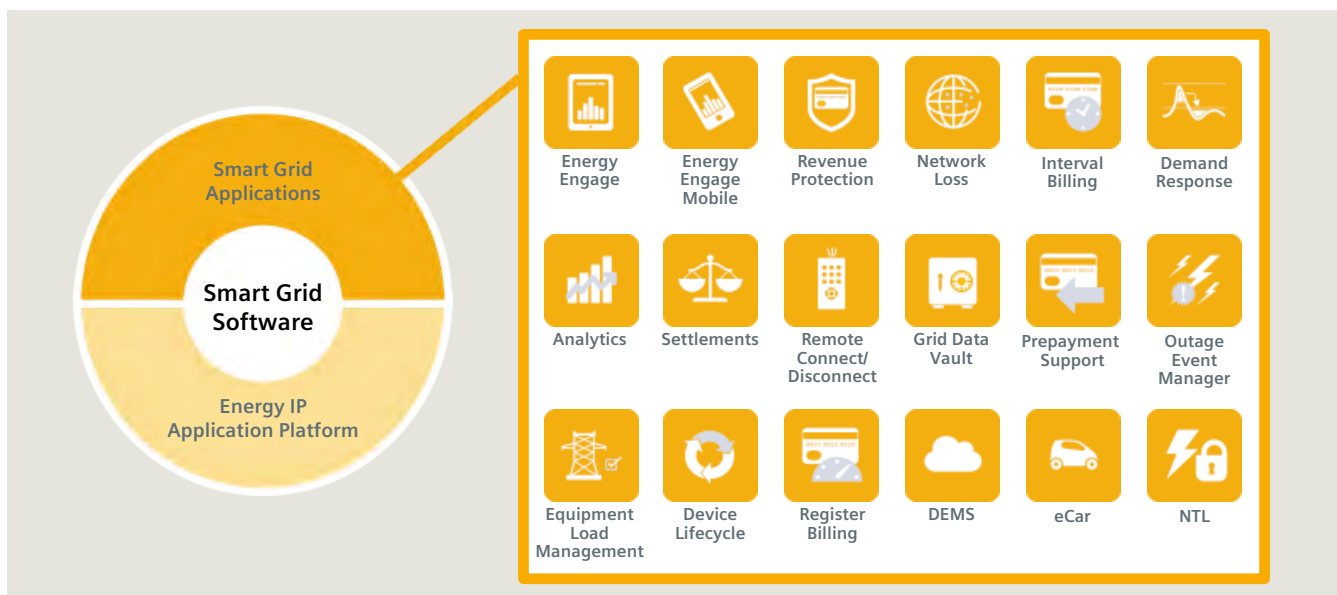 Smart Grid
Applications
Smart Grid
Software
Energy IP
Application Platform
Energy
Engage
Energy
Engage
Mobile
Revenue
Protection
Network
Loss
Interval
Billing
Demand
Response
Analytics
Settlements
Remote
Connect/
Disconnect
Grid Data
Vault
Prepayment
Support
Outage
Event
Manager
Equipment
Load
Management
Device
Lifecycle
Register
Billing
DEMS
eCar
NTL